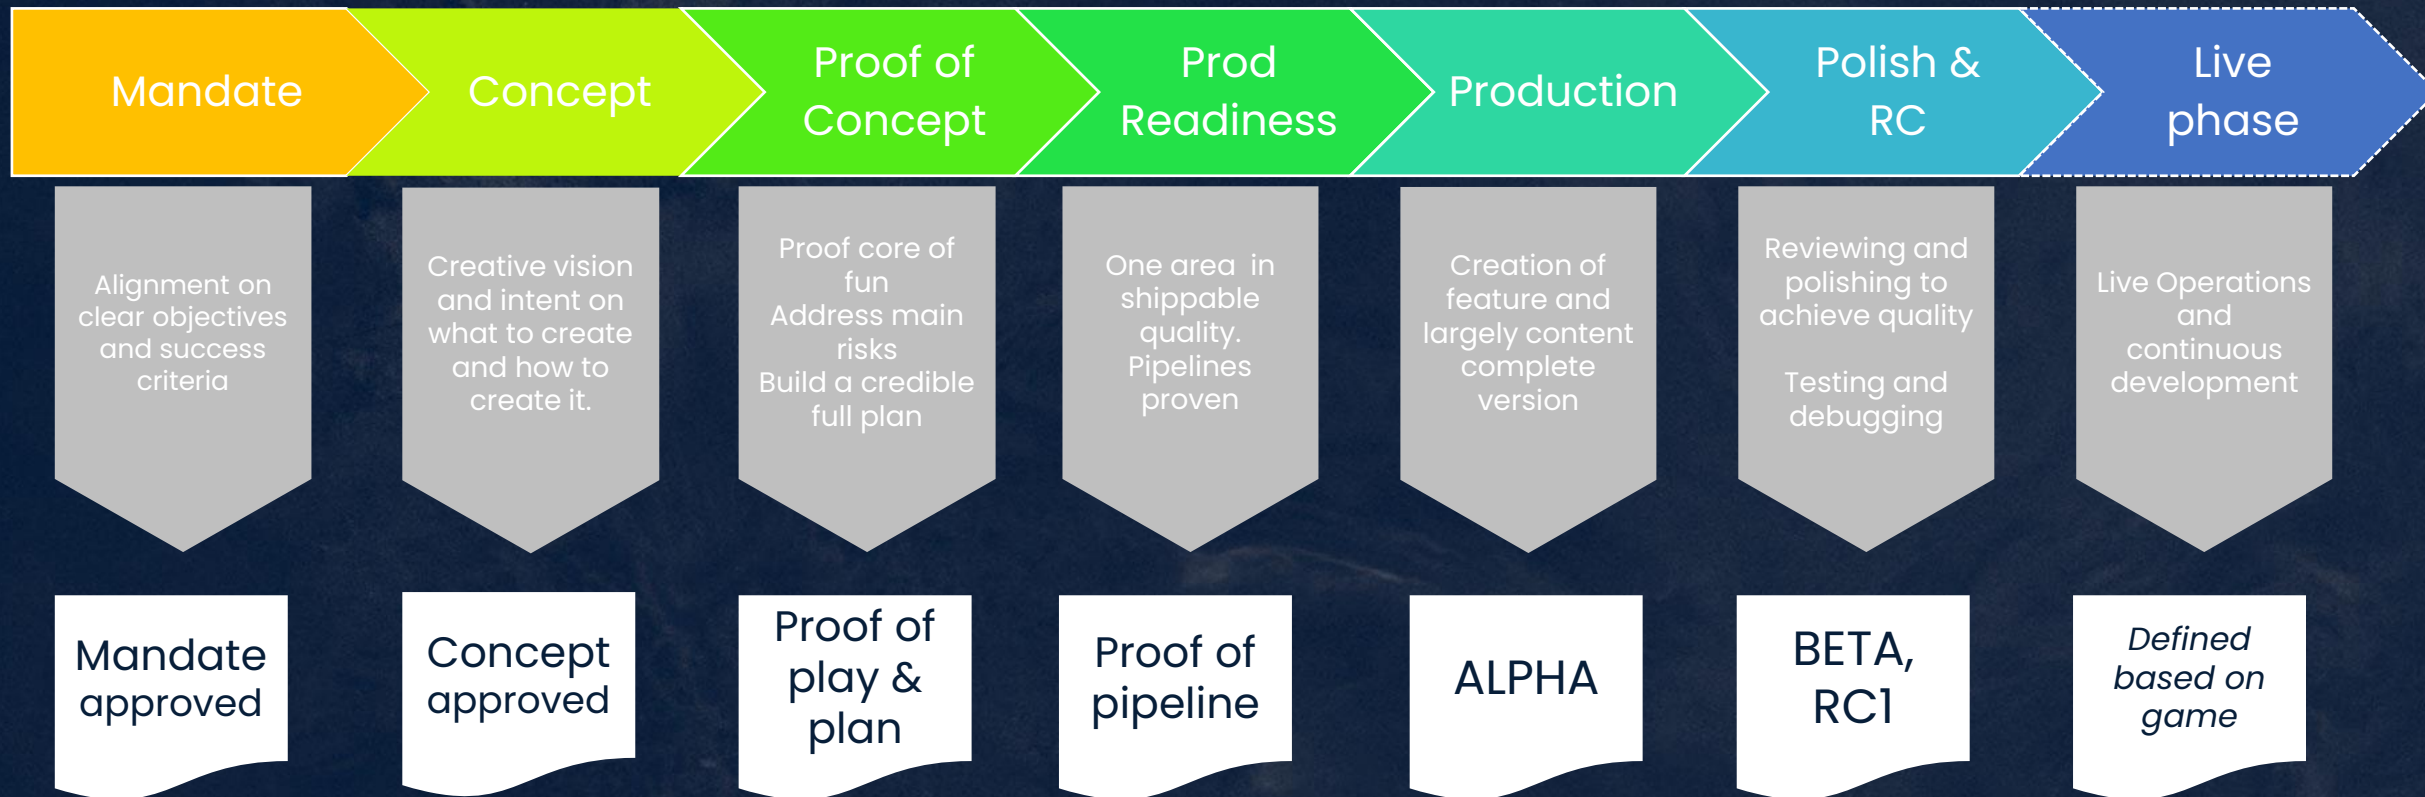 Mandate
Concept
Proof of
Concept
Prod
Readiness
Production
Polish &
RC
Live
phase
Alignment on
clear objectives
and success
criteria
Creative vision
and intent on
what to create
and how to
create it.
Proof core of
fun
Address main
risks
Build a credible
full plan
One area in
shippable
quality.
Pipelines
proven
Creation of
feature and
largely content
complete
version
Reviewing and
polishing to
achieve quality
Testing and
debugging
Live Operations
and
continuous
development
Mandate
approved
Concept
approved
Proof of
play &
plan
Proof of
pipeline
ALPHA
BETA,
RC1
Defined
based on
game